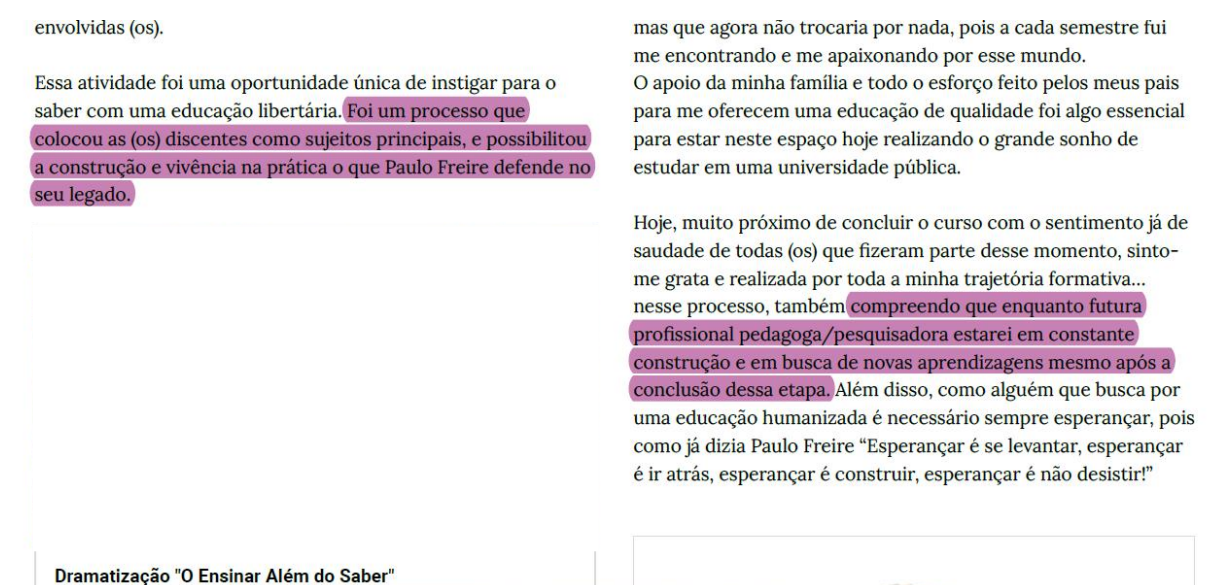 envolvidas (os).
Essa atividade foi uma oportunidade única de instigar para o
saber com uma educação libertária. Foi um processo que
colocou as (os) discentes como sujeitos principais, e possibilitou
a construção e vivência na prática o que Paulo Freire defende no
seu legado.
Dramatização "O Ensinar Além do Saber"
mas que agora não trocaria por nada, pois a cada semestre fui
me encontrando e me apaixonando por esse mundo.
O apoio da minha família e todo o esforço feito pelos meus pais
para me oferecem uma educação de qualidade foi algo essencial
para estar neste espaço hoje realizando o grande sonho de
estudar em uma universidade pública.
Hoje, muito próximo de concluir o curso com o sentimento já de
saudade de todas (os) que fizeram parte desse momento, sinto-
me grata e realizada por toda a minha trajetória formativa...
nesse processo, também compreendo que enquanto futura
profissional pedagoga/pesquisadora estarei em constante
construção e em busca de novas aprendizagens mesmo após a
conclusão dessa etapa. Além disso, como alguém que busca por
uma educação humanizada é necessário sempre esperançar, pois
como já dizia Paulo Freire “Esperançar é se levantar, esperançar
é ir atrás, esperançar é construir, esperançar é não desistir!”